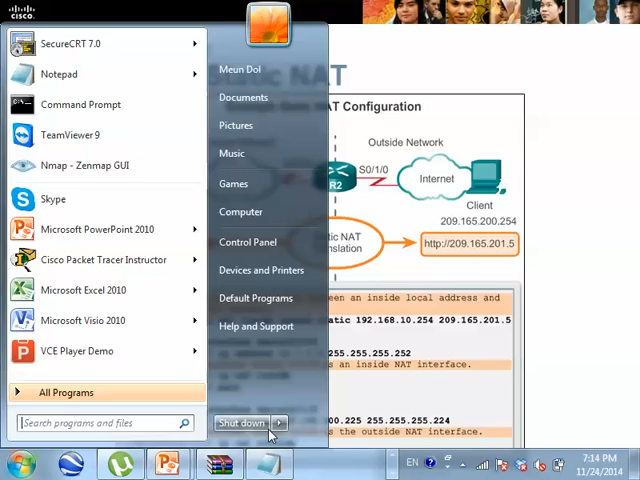 cisco.
SecureCRT 7.0
Notepad
Command Prompt
TeamViewer 9
Nmap - Zenmap GUI
Skype
Microsoft PowerPoint 2010
Cisco Packet Tracer Instructor
Microsoft Excel 2010
Microsoft Visio 2010
VCE Player Demo
All Programs
Search programs and files
Meun Dol
Documents
Pictures
Music
Games
Computer
Control Panel
Devices and Printers
Default Programs
Help and Support
Shut down
Static NAT
NAT Configuration
Outside Network
R2
S0/1/0
Internet
Client
209.165.200.254
Static NAT
Translation
http://209.165.201.5
een an inside local address and
static 192.168.10.254 209.165.201.5
255.255.255.252
an inside NAT interface.
.225 255.255.255.224
s the outside NAT interface.
EN
7:14 PM
11/24/2014